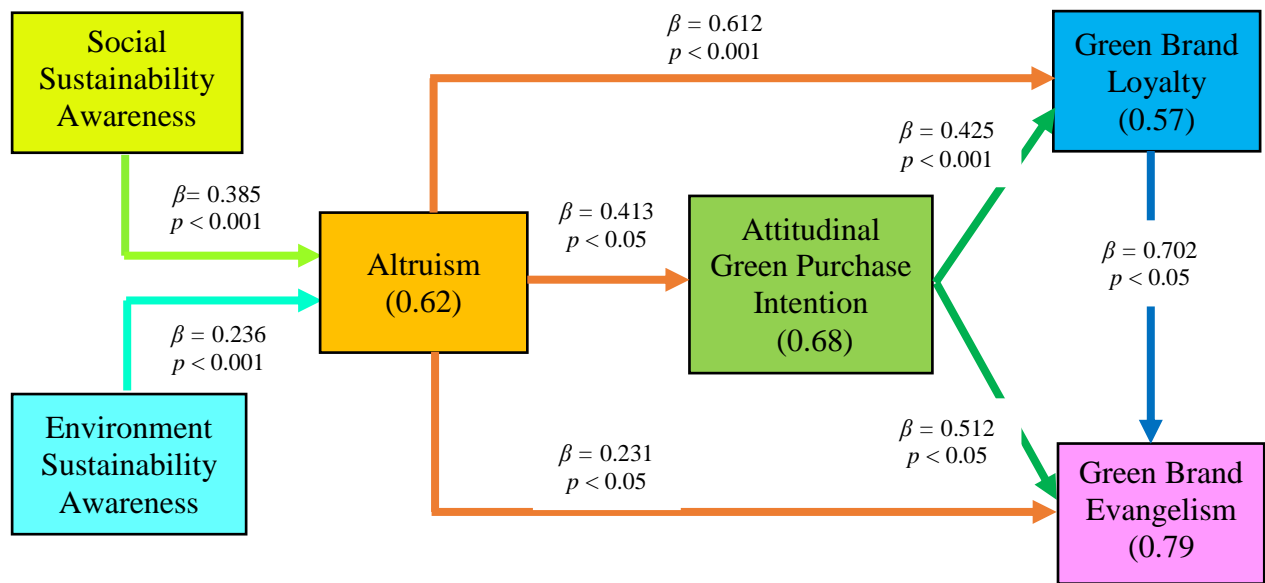 Social
Sustainability
Awareness
β = 0.612
p < 0.001
Green Brand
Loyalty
(0.57)
β = 0.425
p < 0.001
β= 0.385
p < 0.001
Altruism
(0.62)
β = 0.413
p < 0.05
Attitudinal
Green Purchase
Intention
(0.68)
β = 0.702
p < 0.05
β = 0.236
p < 0.001
Environment
Sustainability
Awareness
β = 0.231
p < 0.05
β = 0.512
p < 0.05
Green Brand
Evangelism
(0.79